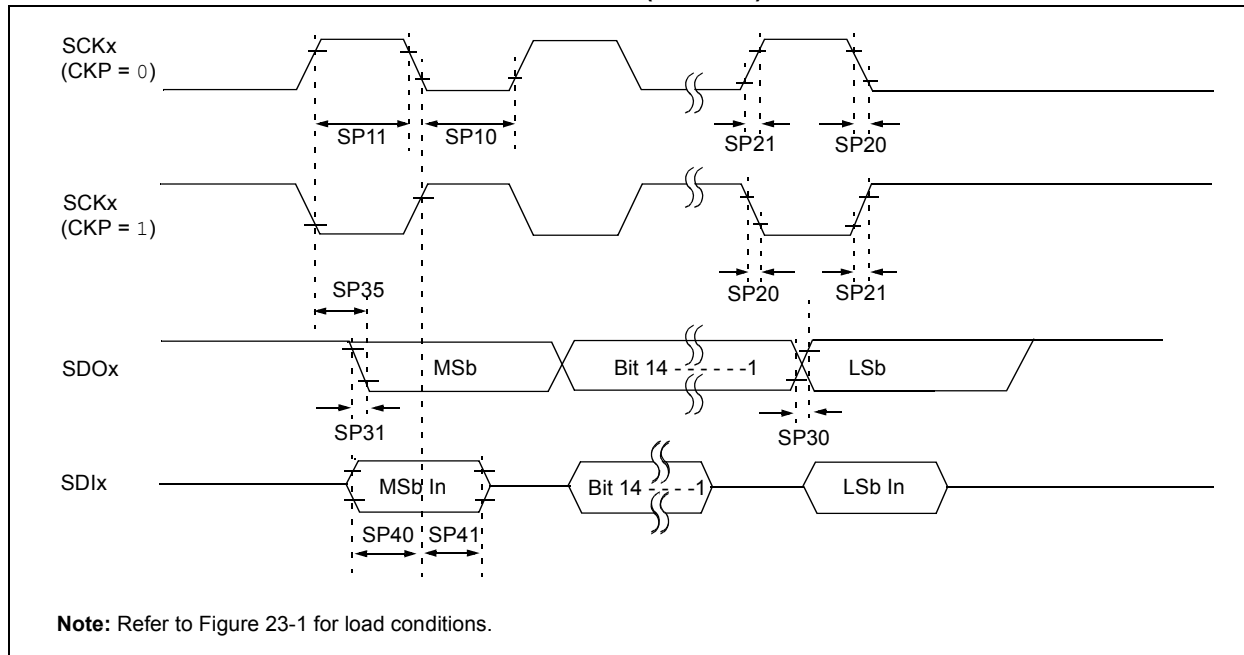 SCKx
(CKP = 0)
SP11
SP10
SP21
SP20
SCKx
(CKP = 1)
SP35
SP20
SP21
SDOx
MSb
Bit 14 - - - - - -1
LSb
SP31
SP30
SDIx
MSb In
Bit 14 - - - -1
LSb In
SP40
SP41
Note: Refer to Figure 23-1 for load conditions.